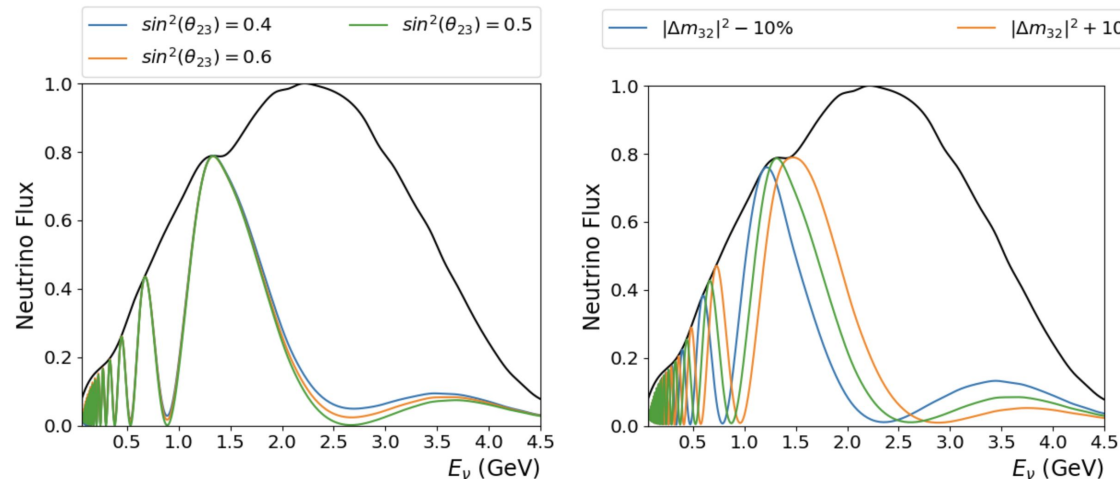 sin²(θ₂₃) = 0.4
sin²(θ₂₃) = 0.5
sin²(θ₂₃) = 0.6
1.0
0.8
0.6
0.4
0.2
0.0
Neutrino Flux
0.5 1.0 1.5 2.0 2.5 3.0 3.5 4.0 4.5
E_ν (GeV)
|Δm₃₂|² − 10%
|Δm₃₂|² + 10
1.0
0.8
0.6
0.4
0.2
0.0
Neutrino Flux
0.5 1.0 1.5 2.0 2.5 3.0 3.5 4.0 4.5
E_ν (GeV)